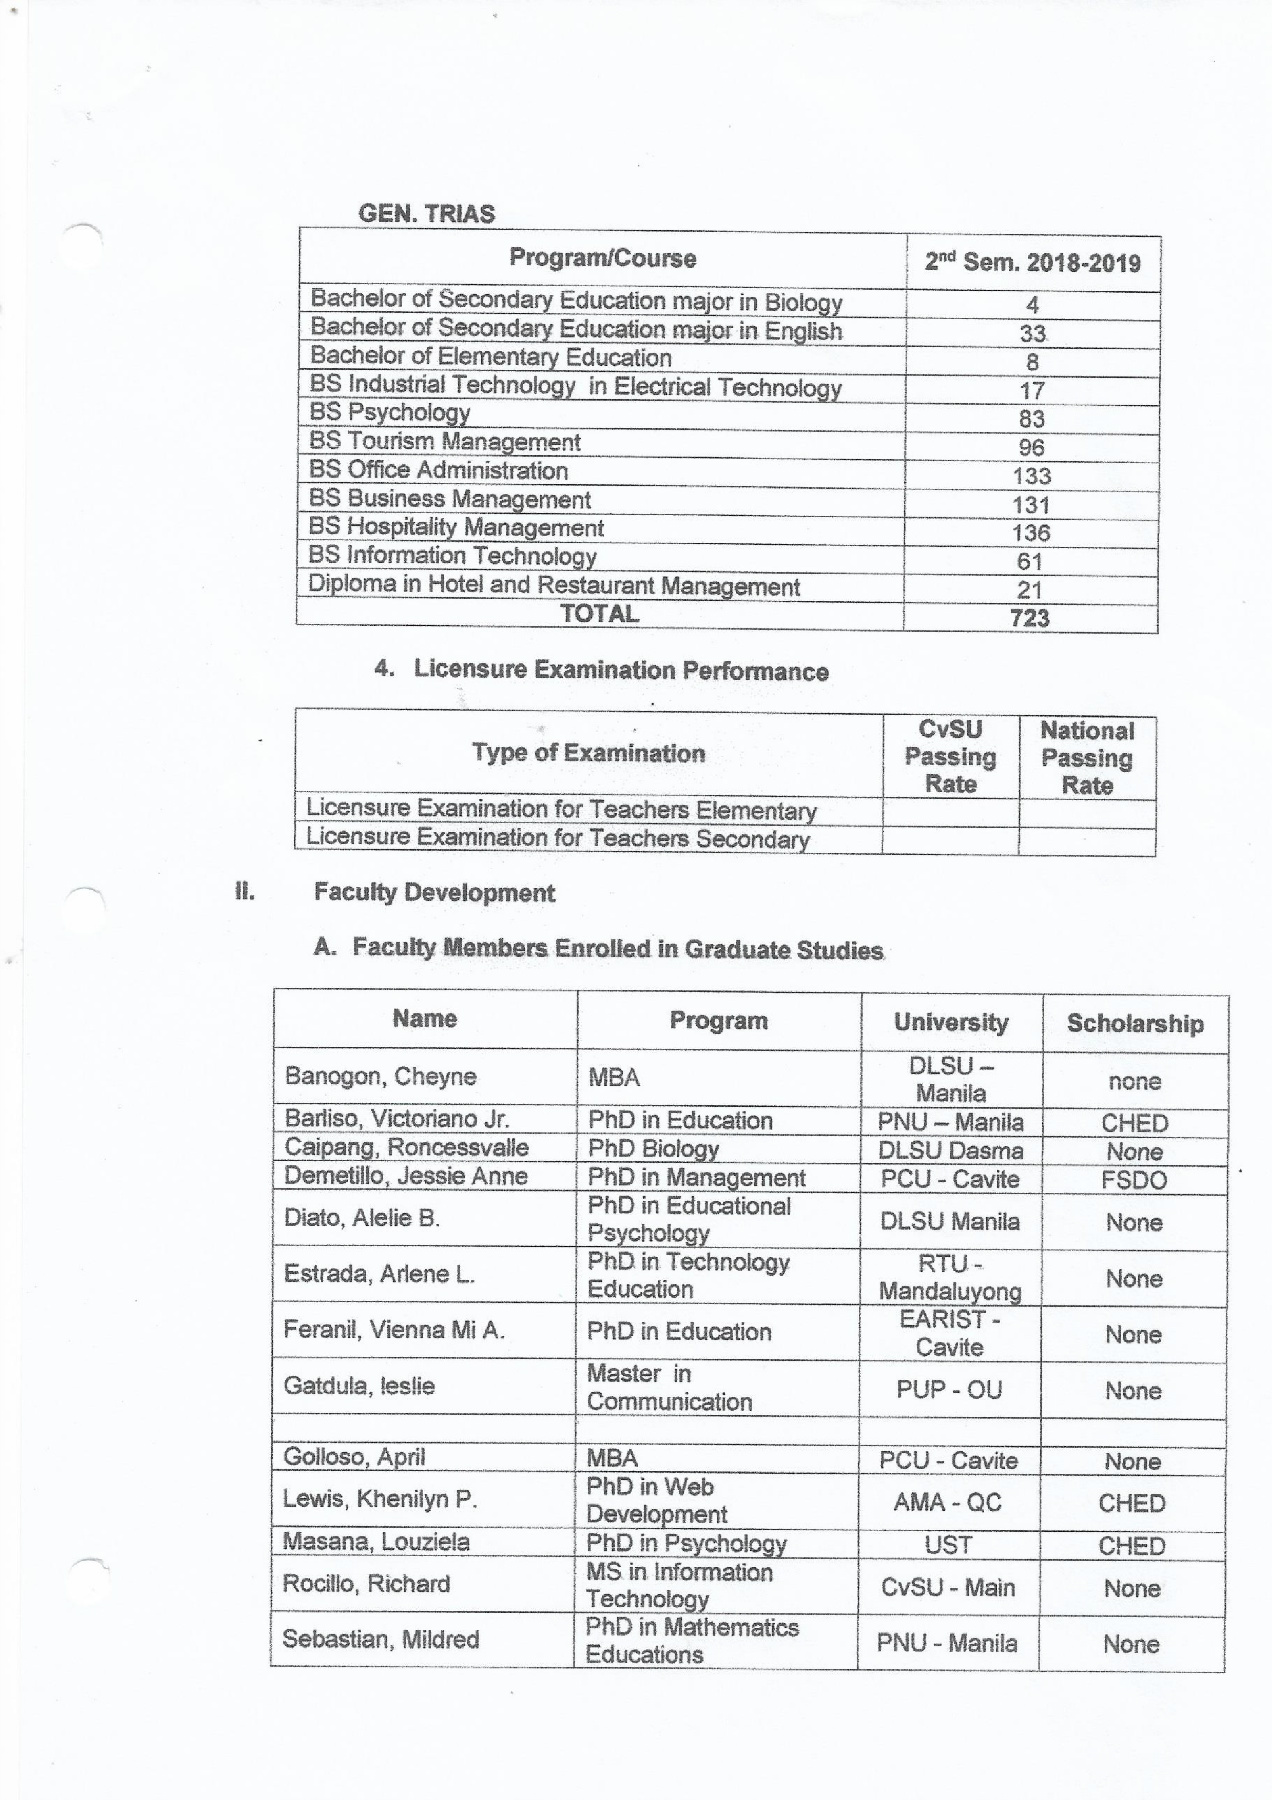 GEN. TRIAS
Program/Course 2nd Sem. 2018-2019
Bachelor of Secondary Education major in Biology 4
Bachelor of Secondary Education major in English 33
Bachelor of Elementary Education 8
BS Industrial Technology in Electrical Technology 17
BS Psychology 83
BS Tourism Management 96
BS Office Administration 133
BS Business Management 131
BS Hospitality Management 136
BS Information Technology 61
Diploma in Hotel and Restaurant Management 21
TOTAL 723
4. Licensure Examination Performance
Type of Examination
CvSU
Passing
Rate
National
Passing
Rate
Licensure Examination for Teachers Elementary
Licensure Examination for Teachers Secondary
II. Faculty Development
A. Faculty Members Enrolled in Graduate Studies
Name Program University Scholarship
Banogon, Cheyne MBA
DLSU –
Manila
none
Barliso, Victoriano Jr. PhD in Education PNU – Manila CHED
Caipang, Roncessvalle PhD Biology DLSU Dasma None
Demetillo, Jessie Anne PhD in Management PCU - Cavite FSDO
Diato, Alelie B.
PhD in Educational
Psychology
DLSU Manila None
Estrada, Arlene L.
PhD in Technology
Education
RTU -
Mandaluyong
None
Feranil, Vienna Mi A. PhD in Education
EARIST -
Cavite
None
Gatdula, leslie
Master in
Communication
PUP - OU None
Golloso, April MBA PCU - Cavite None
Lewis, Khenilyn P.
PhD in Web
Development
AMA - QC CHED
Masana, Louziela PhD in Psychology UST CHED
Rocillo, Richard
MS in Information
Technology
CvSU - Main None
Sebastian, Mildred
PhD in Mathematics
Educations
PNU - Manila None